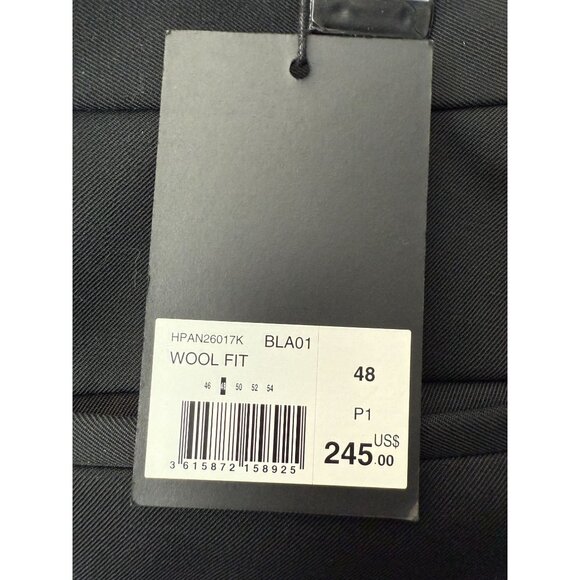 HPAN26017K BLA01
WOOL FIT
46 48 50 52 54
3 615872 158925
48
P1
US$
245.00